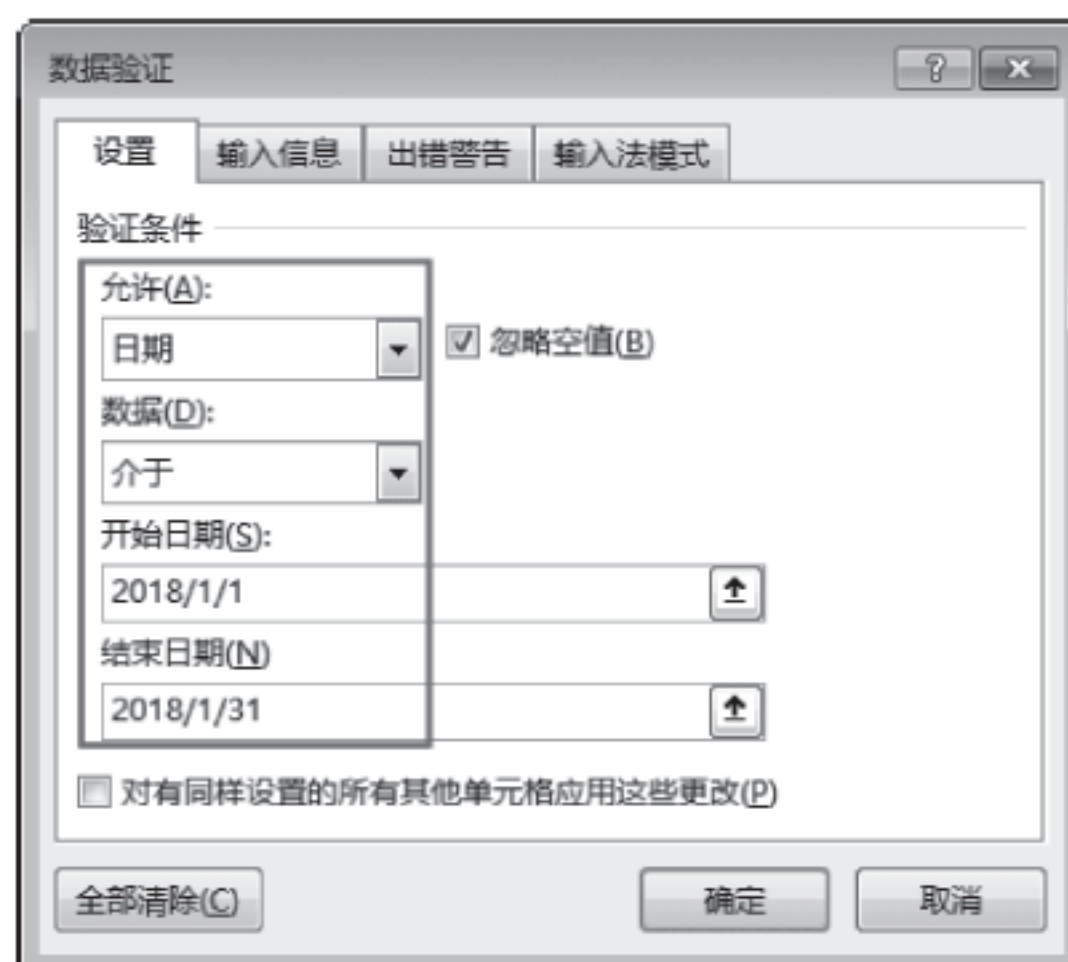 数据验证
设置 输入信息 出错警告 输入法模式
验证条件
允许(A):
日期 忽略空值(B)
数据(D):
介于
开始日期(S):
2018/1/1
结束日期(N)
2018/1/31
对有同样设置的所有其他单元格应用这些更改(P)
全部清除(C) 确定 取消